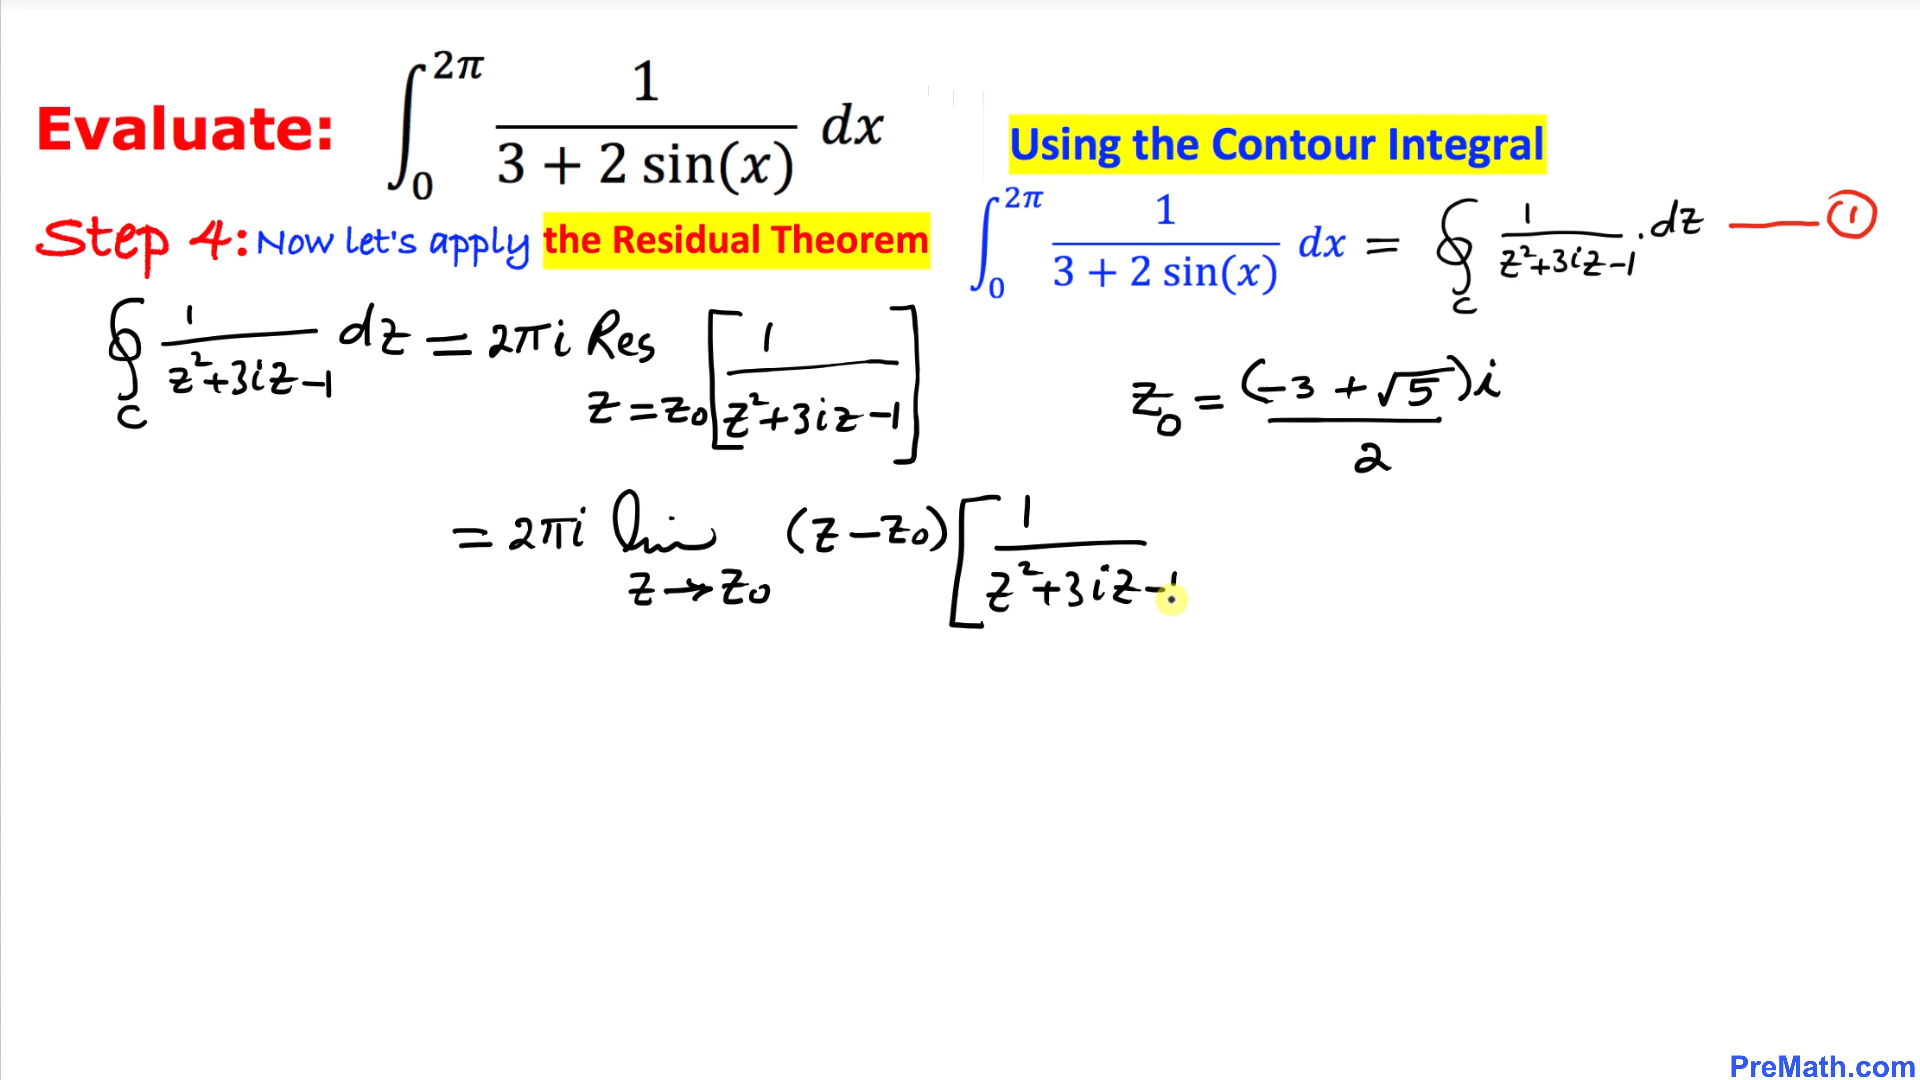 Evaluate: ∫₀^2π 1/(3 + 2 sin(x)) dx
Using the Contour Integral
Step 4: Now let's apply the Residual Theorem
∫₀^2π 1/(3 + 2 sin(x)) dx = ∮_C 1/(z²+3iz−1) · dz —— ①
∮_C 1/(z²+3iz−1) dz = 2πi Res z=z₀ [1/(z²+3iz−1)]
z₀ = (−3 + √5)i/2
= 2πi lim z→z₀ (z−z₀) [1/(z²+3iz−1
PreMath.com